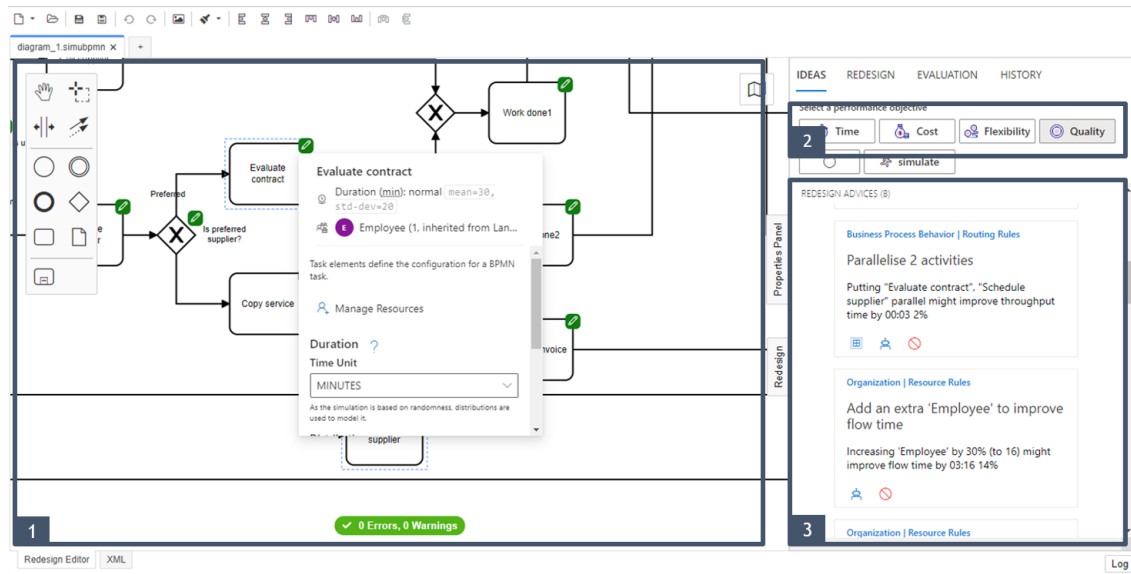 diagram_1.simubpmn ×
+
IDEAS REDESIGN EVALUATION HISTORY
Select a performance objective
2 Time Cost Flexibility Quality
simulate
REDESIGN ADVICES (8)
Business Process Behavior | Routing Rules
Parallelise 2 activities
Putting "Evaluate contract", "Schedule
supplier" parallel might improve throughput
time by 00:03 2%
Organization | Resource Rules
Add an extra 'Employee' to improve
flow time
Increasing 'Employee' by 30% (to 16) might
improve flow time by 03:16 14%
3
Organization | Resource Rules
X
Work done1
Evaluate
contract
Preferred
X
Is preferred
supplier?
Copy service
Evaluate contract
Duration (min): normal mean=30,
std-dev=20
E Employee (1, inherited from Lan...
Task elements define the configuration for a BPMN
task.
Manage Resources
Duration ?
Time Unit
MINUTES
As the simulation is based on randomness, distributions are
used to model it.
ne2
nvoice
supplier
Properties Panel
Redesign
1
0 Errors, 0 Warnings
Redesign Editor XML
Log